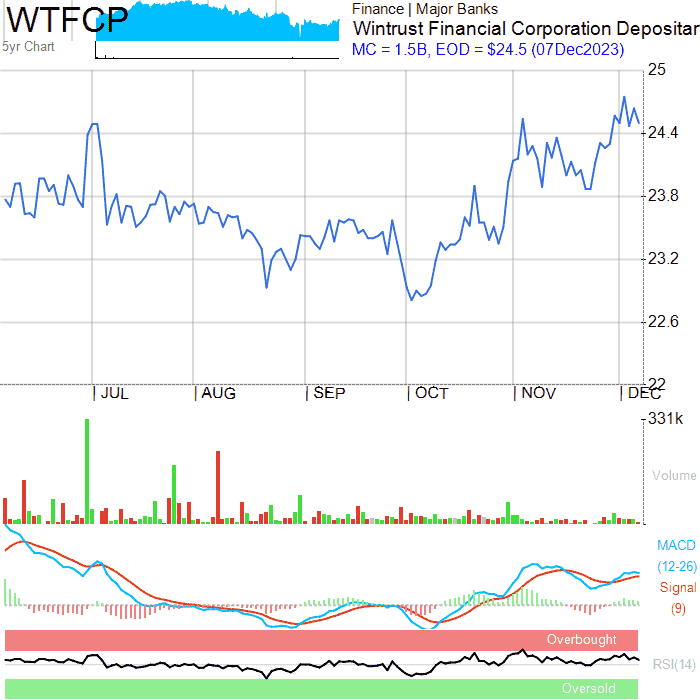 WTFCP
5yr Chart
Finance | Major Banks
Wintrust Financial Corporation Depositar
MC = 1.5B, EOD = $24.5 (07Dec2023)
25
24.4
23.8
23.2
22.6
22
JUL
AUG
SEP
OCT
NOV
DEC
331k
Volume
MACD
(12-26)
Signal
(9)
Overbought
RSI(14)
Oversold